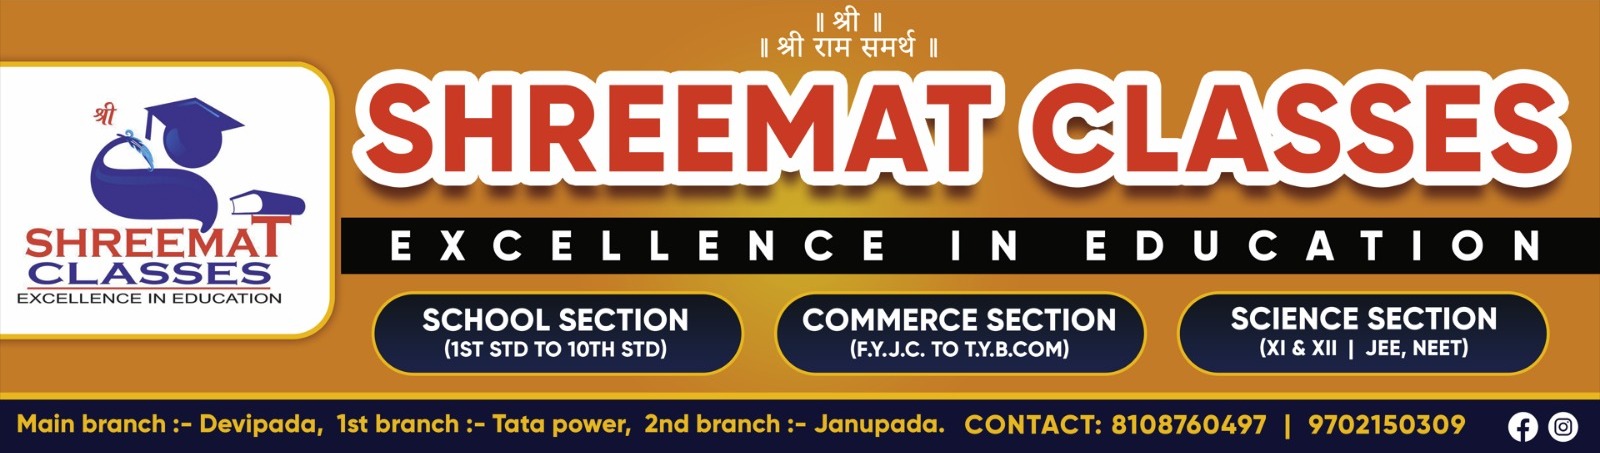 ॥ श्री ॥
॥ श्री राम समर्थ ॥
SHREEMAT CLASSES
EXCELLENCE IN EDUCATION
श्री
SHREEMAT
CLASSES
EXCELLENCE IN EDUCATION
SCHOOL SECTION
(1ST STD TO 10TH STD)
COMMERCE SECTION
(F.Y.J.C. TO T.Y.B.COM)
SCIENCE SECTION
(XI & XII | JEE, NEET)
Main branch :- Devipada, 1st branch :- Tata power, 2nd branch :- Janupada. CONTACT: 8108760497 | 9702150309